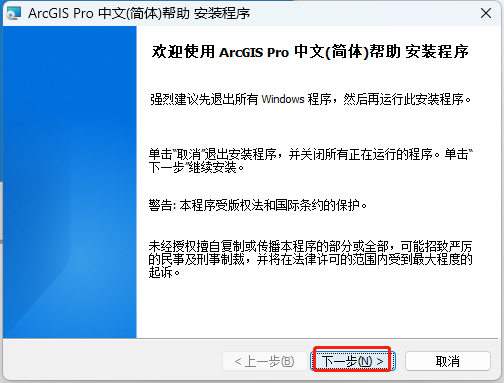 ArcGIS Pro 中文(简体)帮助 安装程序
欢迎使用 ArcGIS Pro 中文(简体)帮助 安装程序
强烈建议先退出所有 Windows 程序，然后再运行此安装程序。
单击“取消”退出安装程序，并关闭所有正在运行的程序。单击“
下一步”继续安装。
警告: 本程序受版权法和国际条约的保护。
未经授权擅自复制或传播本程序的部分或全部，可能招致严厉
的民事及刑事制裁，并将在法律许可的范围内受到最大程度的
起诉。
< 上一步(B) 下一步(N) > 取消